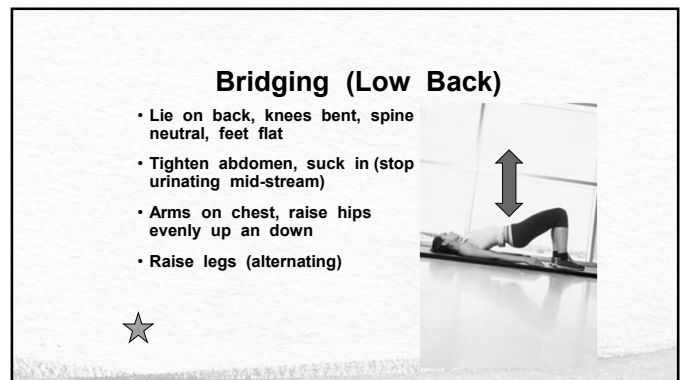 Bridging (Low Back)
• Lie on back, knees bent, spine
neutral, feet flat
• Tighten abdomen, suck in (stop
urinating mid-stream)
• Arms on chest, raise hips
evenly up an down
• Raise legs (alternating)